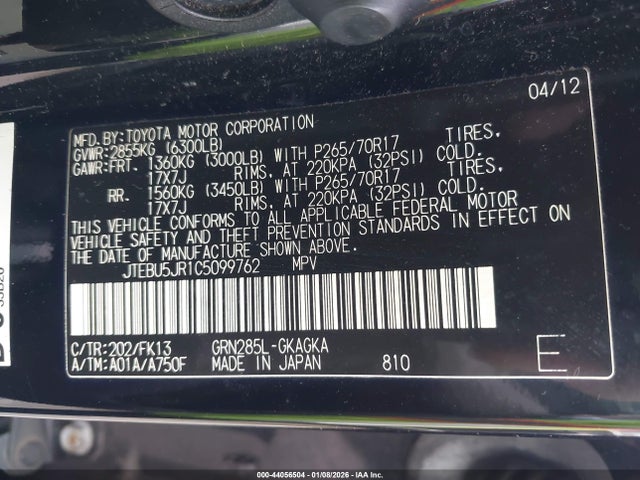 04/12
MFD.BY:TOYOTA MOTOR CORPORATION
GVWR:2855KG (6300LB)
GAWR:FRT. 1360KG (3000LB) WITH P265/70R17 TIRES,
17X7J RIMS, AT 220KPA (32PSI) COLD.
RR. 1560KG (3450LB) WITH P265/70R17 TIRES,
17X7J RIMS, AT 220KPA (32PSI) COLD.
THIS VEHICLE CONFORMS TO ALL APPLICABLE FEDERAL MOTOR
VEHICLE SAFETY AND THEFT PREVENTION STANDARDS IN EFFECT ON
THE DATE OF MANUFACTURE SHOWN ABOVE.
JTEBU5JR1C5099762 MPV
C/TR:202/FK13 GRN285L-GKAGKA
A/TM:A01A/A750F MADE IN JAPAN 810 E
000-44056504 - 01/08/2026 - IAA Inc.